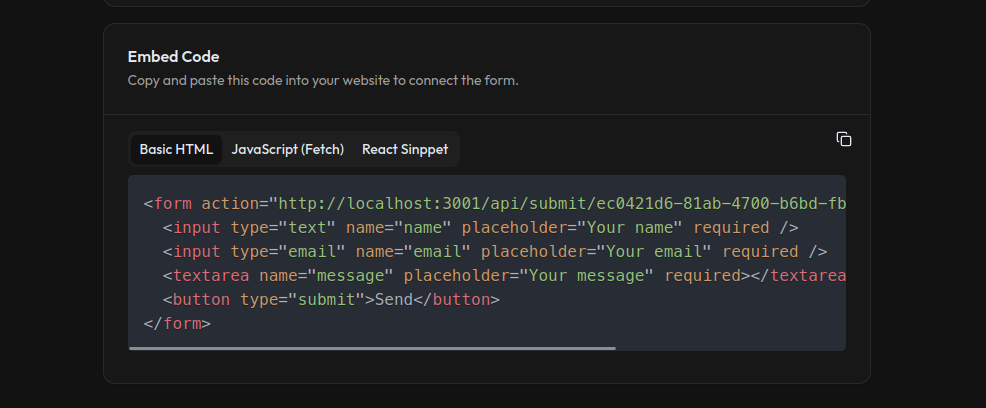 Embed Code
Copy and paste this code into your website to connect the form.
Basic HTML JavaScript (Fetch) React Sinppet
<form action="http://localhost:3001/api/submit/ec0421d6-81ab-4700-b6bd-fb
<input type="text" name="name" placeholder="Your name" required />
<input type="email" name="email" placeholder="Your email" required />
<textarea name="message" placeholder="Your message" required></textarea
<button type="submit">Send</button>
</form>